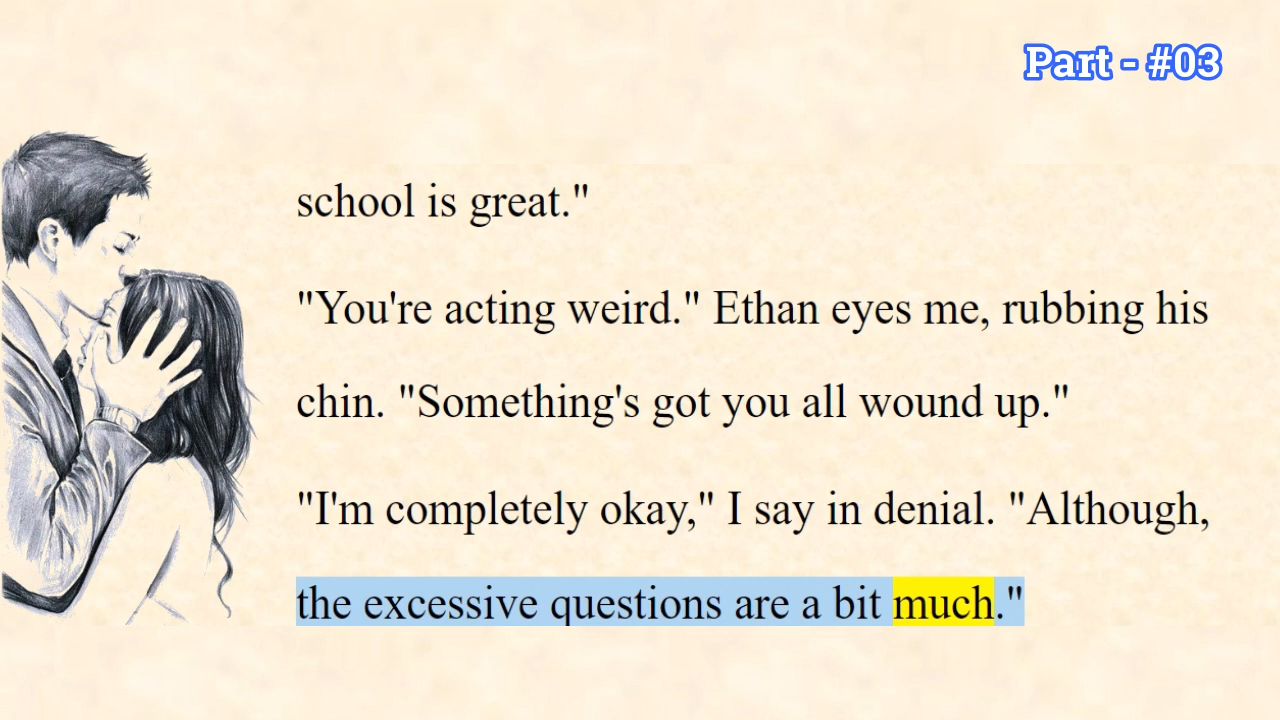 Part - #03
school is great."
"You're acting weird." Ethan eyes me, rubbing his
chin. "Something's got you all wound up."
"I'm completely okay," I say in denial. "Although,
the excessive questions are a bit much."